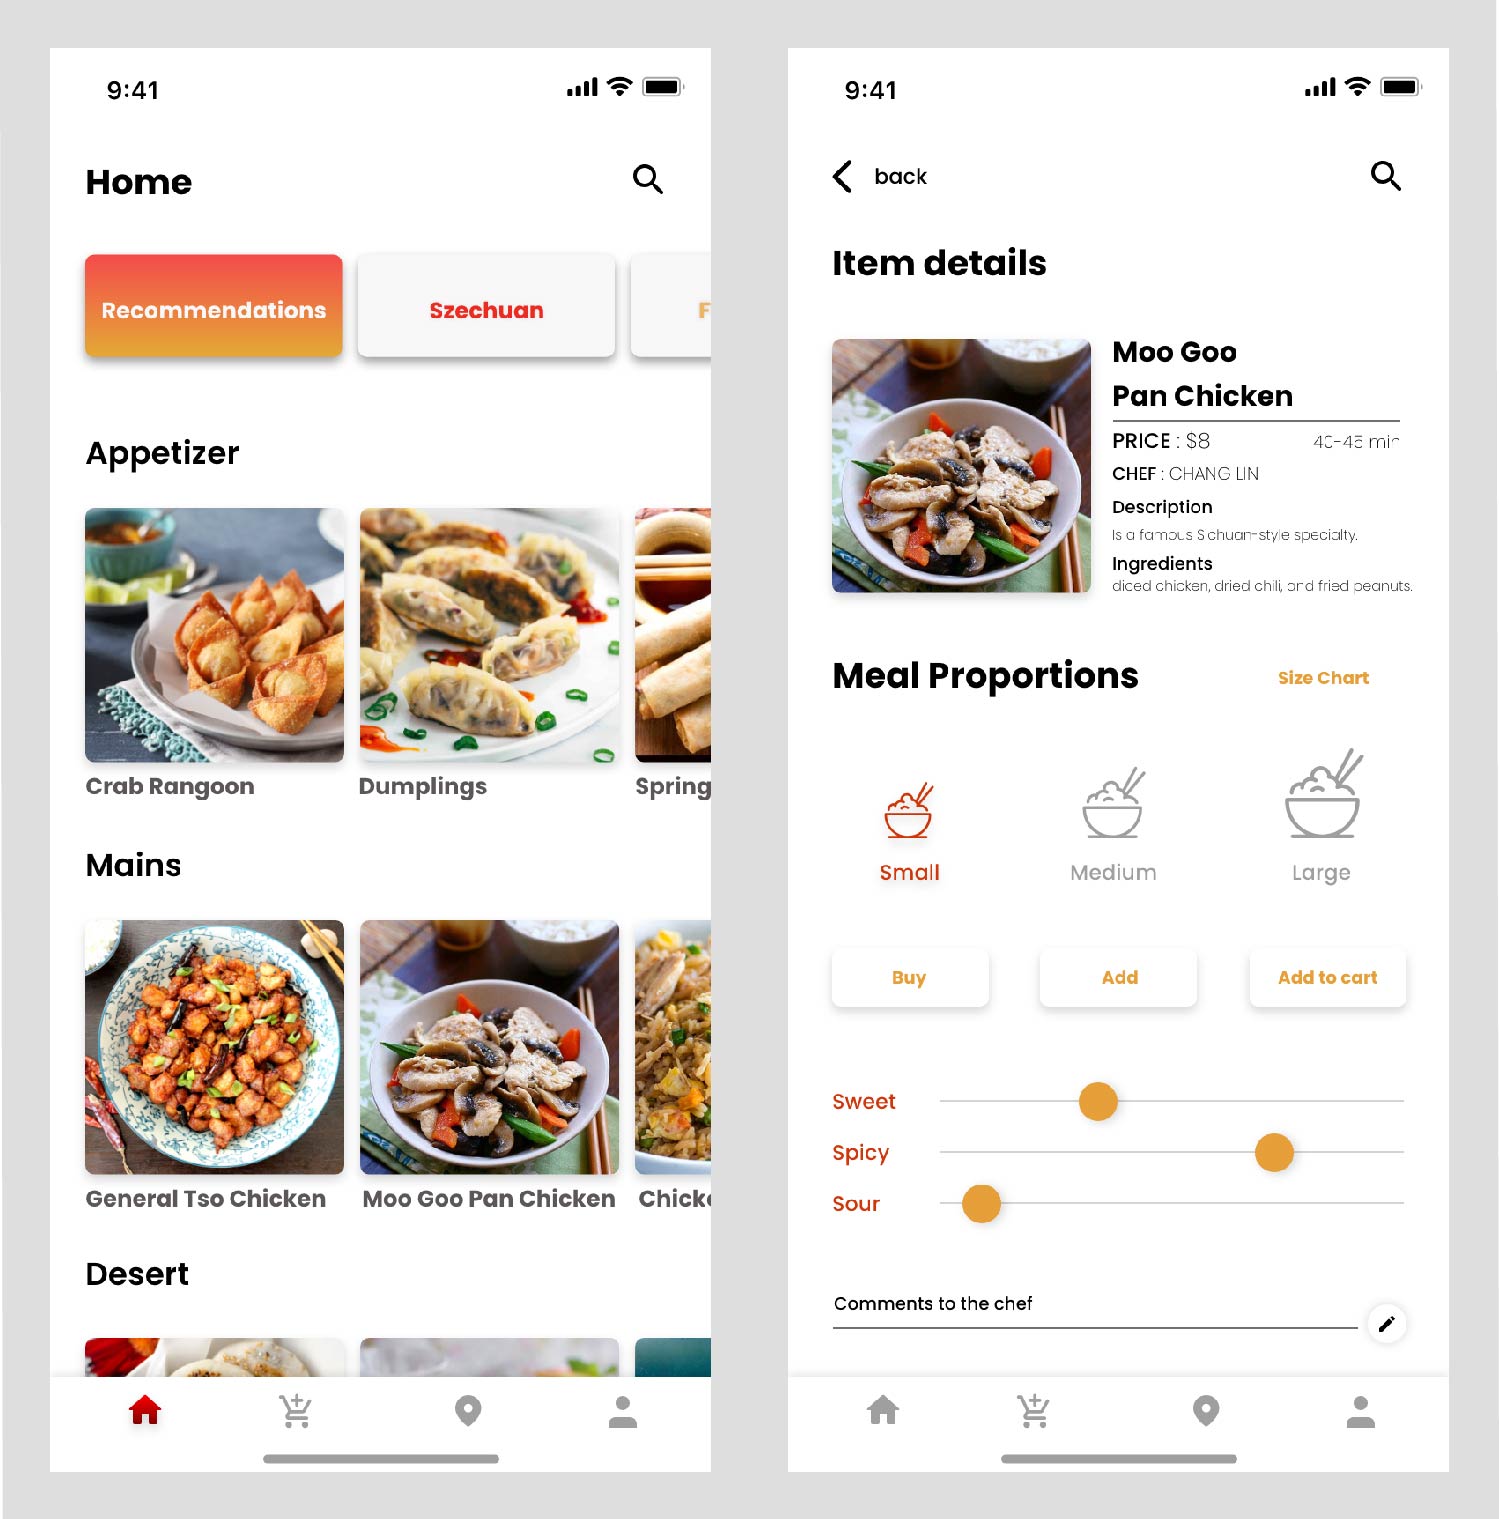 9:41
Home
Recommendations
Szechuan
F
Appetizer
Crab Rangoon
Dumplings
Spring
Mains
General Tso Chicken
Moo Goo Pan Chicken
Chick
Desert
9:41
back
Item details
Moo Goo
Pan Chicken
PRICE : $8
40-45 min
CHEF : CHANG LIN
Description
Is a famous Sichuan-style specialty.
Ingredients
diced chicken, dried chili, and fried peanuts.
Meal Proportions
Size Chart
Small
Medium
Large
Buy
Add
Add to cart
Sweet
Spicy
Sour
Comments to the chef